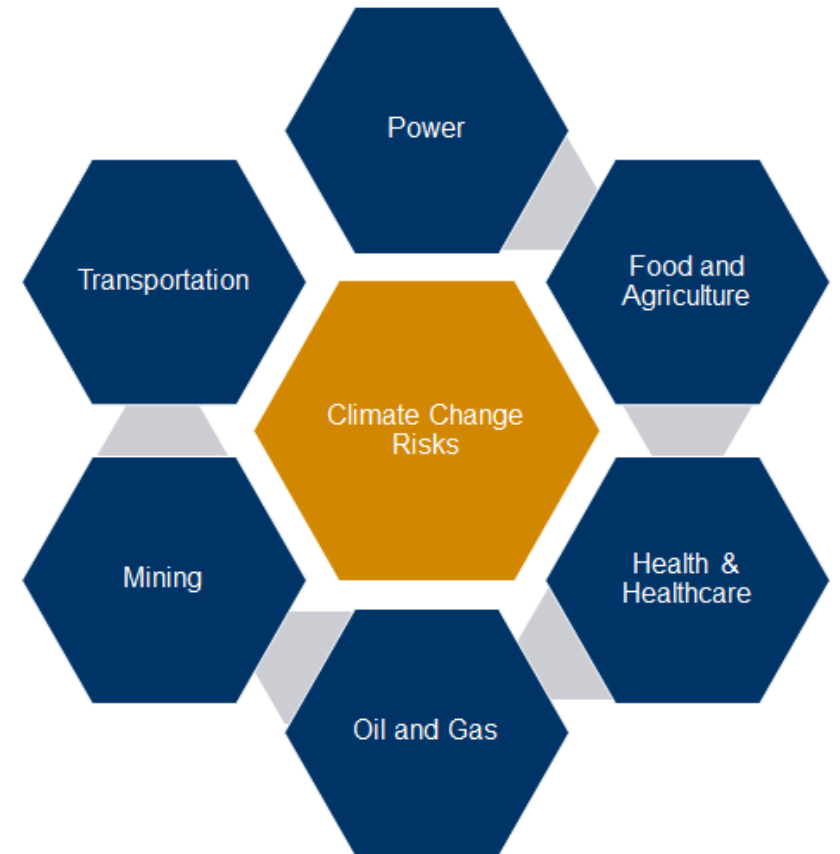 Power
Food and
Agriculture
Transportation
Climate Change
Risks
Health &
Healthcare
Mining
Oil and Gas